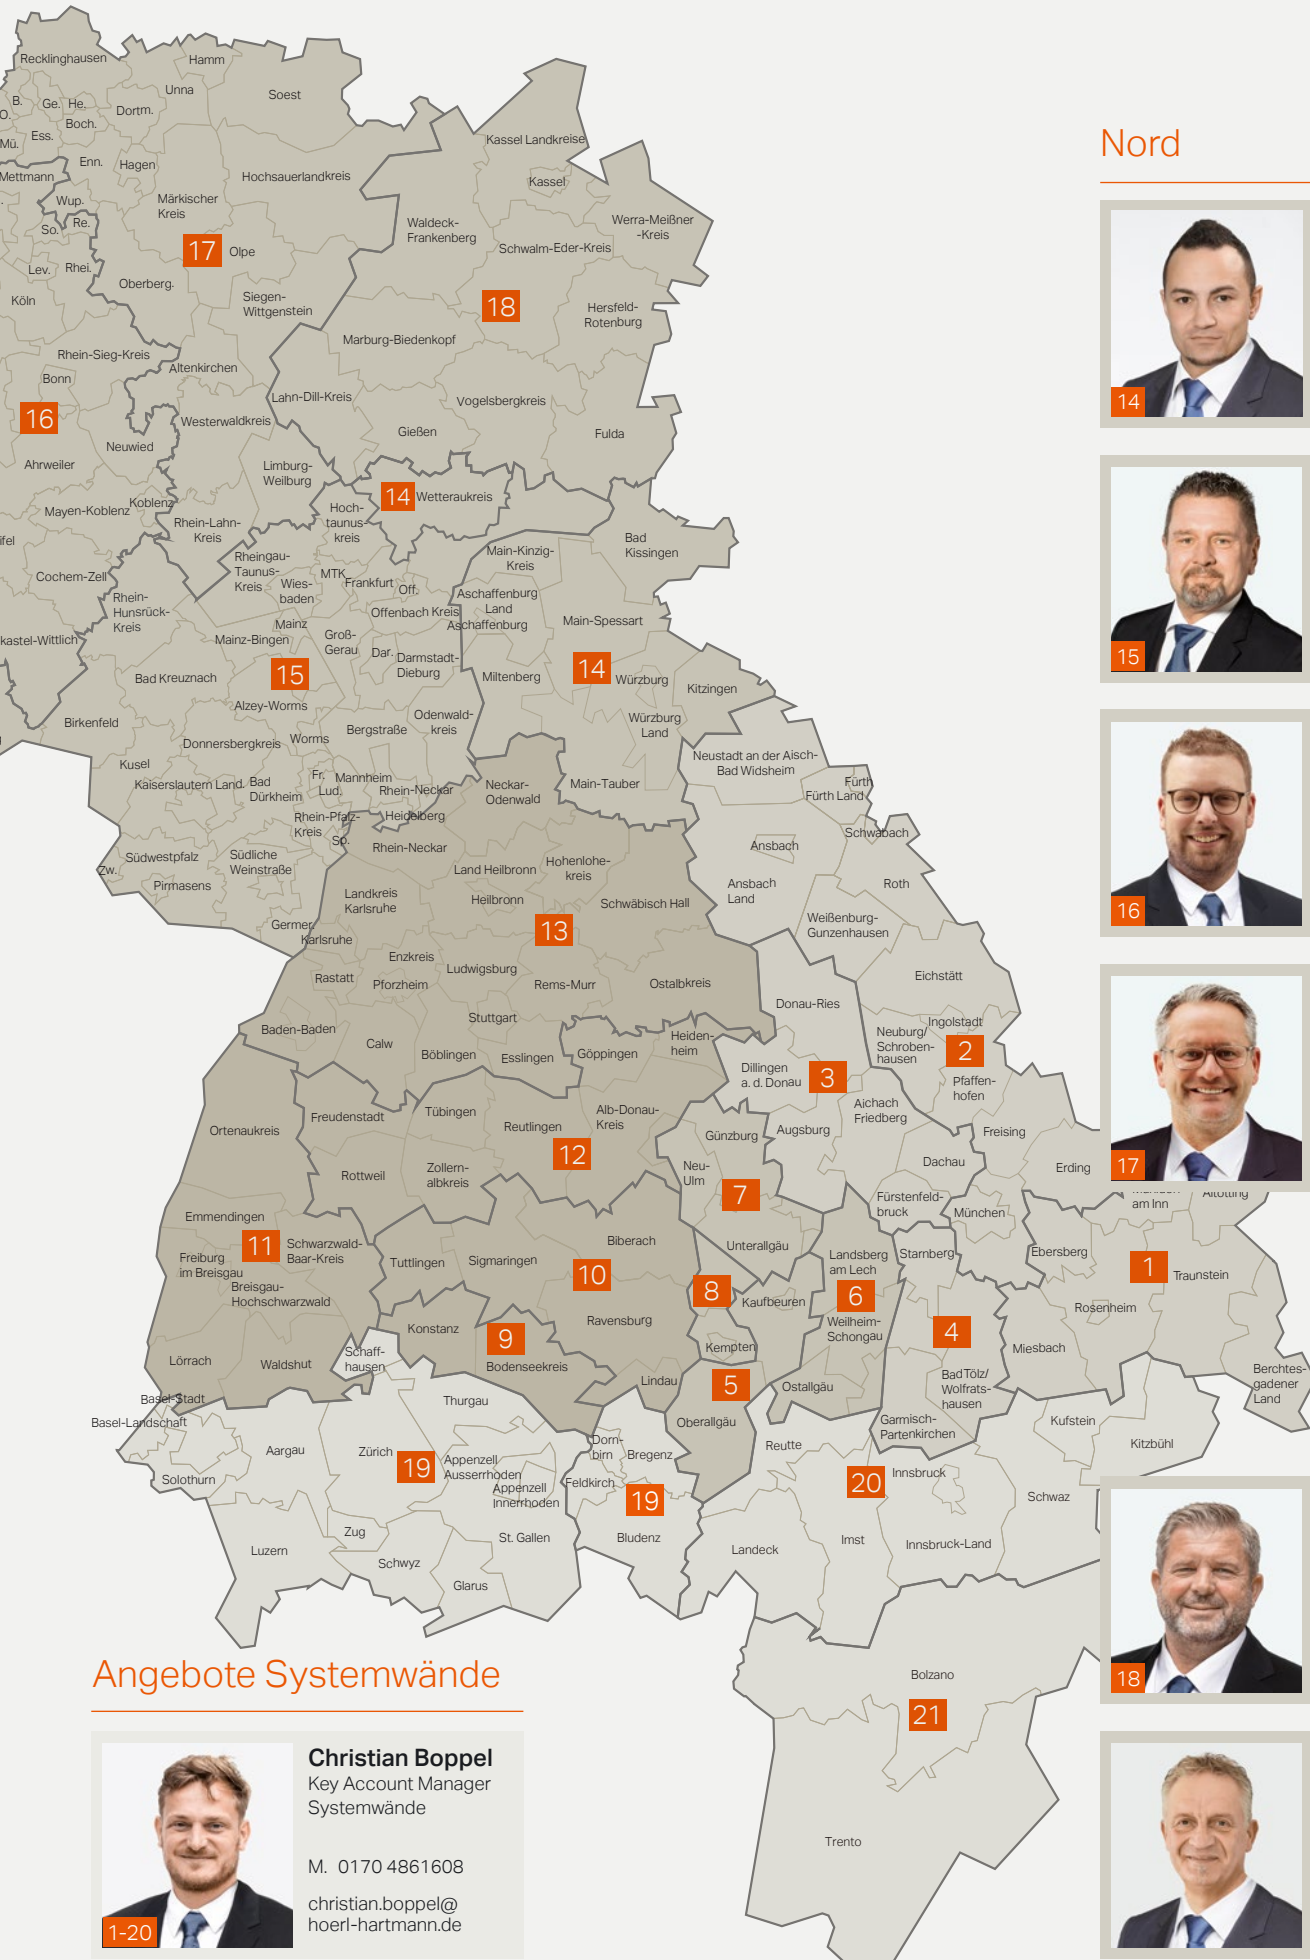 Recklinghausen
Hamm
Unna
Soest
B.
Ge.
He.
Dortm.
O.
Boch.
Mü.
Ess.
Enn.
Hagen
Mettmann
Hochsauerlandkreis
Wup.
Märkischer
Kreis
So.
Re.
17
Olpe
Lev.
Rhei.
Oberberg.
Köln
Siegen-
Wittgenstein
Kassel Landkreise
Kassel
Waldeck-
Frankenberg
Werra-Meißner
-Kreis
Schwalm-Eder-Kreis
18
Hersfeld-
Rotenburg
Marburg-Biedenkopf
Rhein-Sieg-Kreis
Altenkirchen
Bonn
Lahn-Dill-Kreis
Vogelsbergkreis
16
Westerwaldkreis
Gießen
Fulda
Neuwied
Ahrweiler
Limburg-
Weilburg
14
Wetteraukreis
Mayen-Koblenz
Koblenz
Hoch-
taunus-
kreis
Rhein-Lahn-
Kreis
ifel
Bad
Kissingen
Main-Kinzig-
Kreis
Rheingau-
Taunus-
Kreis
Cochem-Zell
Wies-
baden
MTK
Frankfurt
Off.
Rhein-
Hunsrück-
Kreis
Aschaffenburg
Land
Aschaffenburg
Offenbach Kreis
Main-Spessart
kastel-Wittlich
Mainz
Mainz-Bingen
Groß-
Gerau
Dar.
Darmstadt-
Dieburg
15
14
Bad Kreuznach
Miltenberg
Würzburg
Kitzingen
Alzey-Worms
Birkenfeld
Odenwald-
kreis
Würzburg
Land
Bergstraße
Donnersbergkreis
Worms
Neustadt an der Aisch-
Bad Widsheim
Kusel
Kaiserslautern Land.
Bad
Dürkheim
Fr.
Lud.
Mannheim
Rhein-Neckar
Neckar-
Odenwald
Main-Tauber
Fürth
Fürth Land
Rhein-Pfalz-
Kreis
Heidelberg
Sp.
Rhein-Neckar
Schwabach
Ansbach
Zw.
Südwestpfalz
Südliche
Weinstraße
Pirmasens
Land Heilbronn
Hohenlohe-
kreis
Ansbach
Land
Roth
Landkreis
Karlsruhe
Heilbronn
Schwäbisch Hall
Germer.
Karlsruhe
13
Weißenburg-
Gunzenhausen
Enzkreis
Ludwigsburg
Rastatt
Pforzheim
Rems-Murr
Ostalbkreis
Eichstätt
Donau-Ries
Baden-Baden
Stuttgart
Ingolstadt
Calw
Böblingen
Esslingen
Göppingen
Heiden-
heim
Neuburg/
Schroben-
hausen
2
Dillingen
a. d. Donau
3
Pfaffen-
hofen
Freudenstadt
Tübingen
Alb-Donau-
Kreis
Aichach
Friedberg
Ortenaukreis
Reutlingen
Günzburg
Augsburg
Freising
12
Rottweil
Zollern-
albkreis
Neu-
Ulm
7
Dachau
Erding
Fürstenfeld-
bruck
München
am Inn
Emmendingen
11
Schwarzwald-
Baar-Kreis
Biberach
Unterallgäu
Freiburg
im Breisgau
Tuttlingen
Sigmaringen
Landsberg
am Lech
Starnberg
Ebersberg
1
Traunstein
Breisgau-
Hochschwarzwald
10
8
Kaufbeuren
6
Rosenheim
Konstanz
9
Ravensburg
Weilheim-
Schongau
4
Miesbach
Lörrach
Waldshut
Schaff-
hausen
Bodenseekreis
Kempten
Lindau
5
Ostallgäu
Bad Tölz/
Wolfrats-
hausen
Berchtes-
gadener
Land
Basel-Stadt
Basel-Landschaft
Thurgau
Oberallgäu
Garmisch-
Partenkirchen
Kufstein
Kitzbühl
Aargau
Zürich
19
Appenzell
Ausserrhoden
Appenzell
Innerrhoden
Dorn-
birn
Bregenz
Reutte
Solothurn
Feldkirch
19
20
Innsbruck
Schwaz
Zug
St. Gallen
Bludenz
Luzern
Schwyz
Landeck
Imst
Innsbruck-Land
Glarus
Bolzano
21
Trento
Nord
14
15
16
17
18
Angebote Systemwände
Christian Boppel
Key Account Manager
Systemwände
M. 0170 4861608
christian.boppel@
hoerl-hartmann.de
1-20